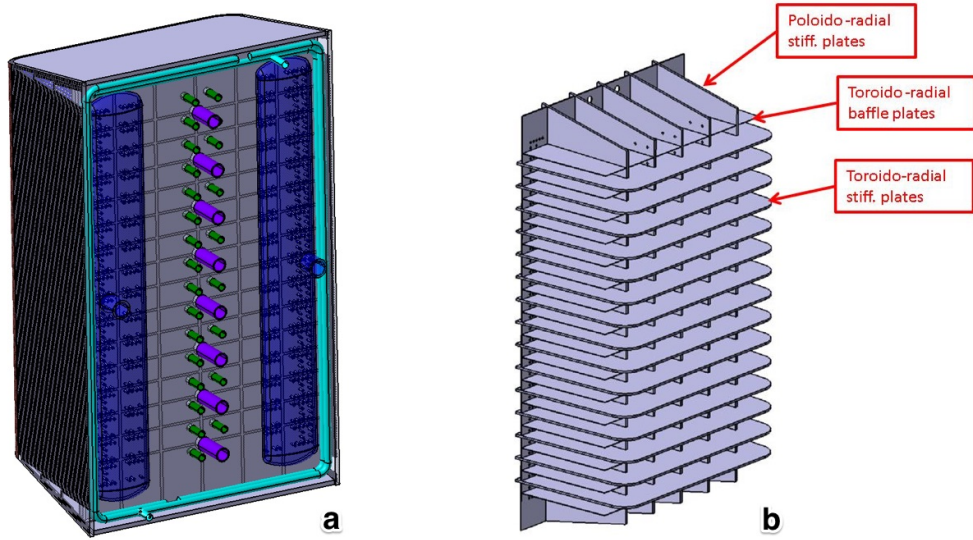 Poloido-radial
stiff. plates
Toroido-radial
baffle plates
Toroido-radial
stiff. plates
a
b